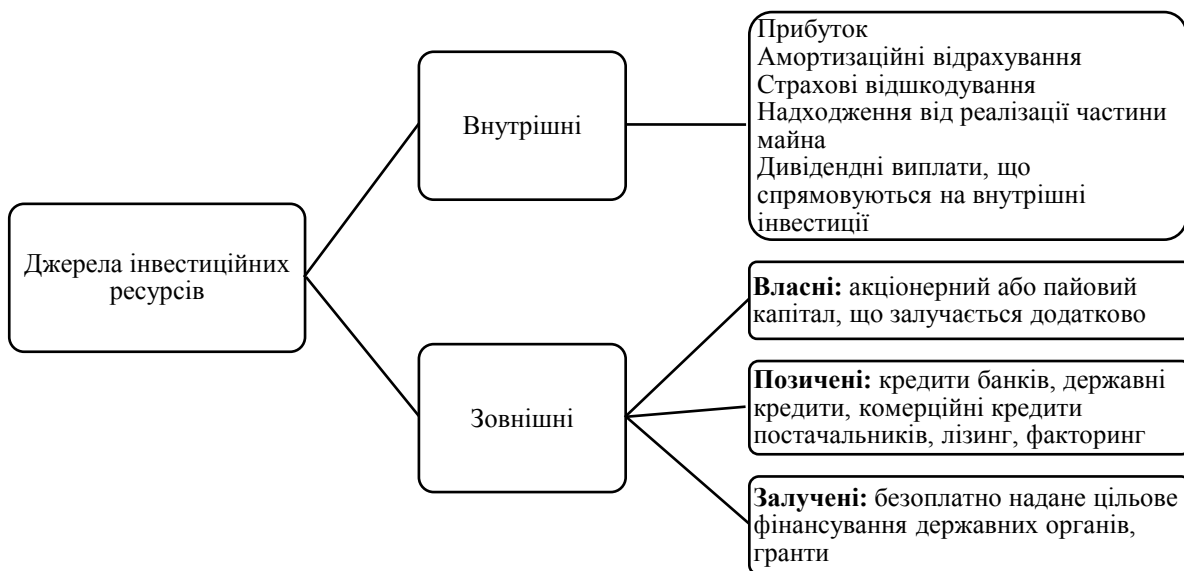 Джерела інвестиційних
ресурсів
Внутрішні
Прибуток
Амортизаційні відрахування
Страхові відшкодування
Надходження від реалізації частини
майна
Дивідендні виплати, що
спрямовуються на внутрішні
інвестиції
Зовнішні
Власні: акціонерний або пайовий
капітал, що залучається додатково
Позичені: кредити банків, державні
кредити, комерційні кредити
постачальників, лізинг, факторинг
Залучені: безоплатно надане цільове
фінансування державних органів,
гранти